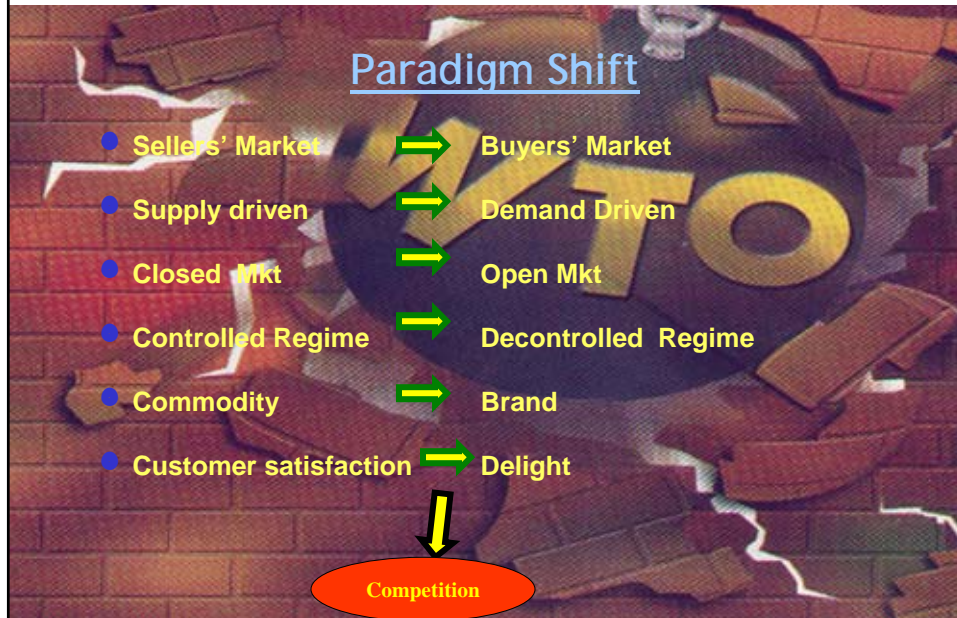 Paradigm Shift
WTO
Sellers' Market Buyers' Market
Supply driven Demand Driven
Closed Mkt Open Mkt
Controlled Regime Decontrolled Regime
Commodity Brand
Customer satisfaction Delight
Competition